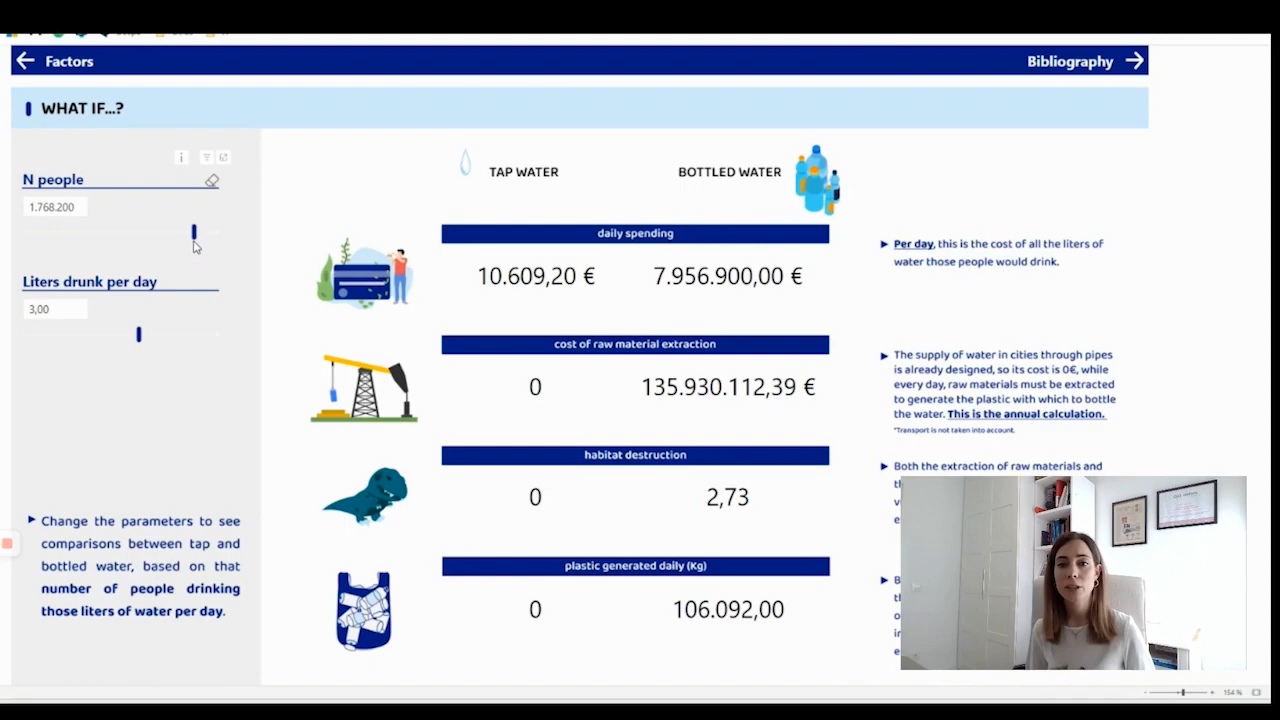 Factors
Bibliography
WHAT IF...?
N people
1.768.200
Liters drunk per day
3,00
Change the parameters to see
comparisons between tap and
bottled water, based on that
number of people drinking
those liters of water per day.
TAP WATER
BOTTLED WATER
daily spending
10.609,20 €
7.956.900,00 €
Per day, this is the cost of all the liters of
water those people would drink.
cost of raw material extraction
0
135.930.112,39 €
The supply of water in cities through pipes
is already designed, so its cost is 0€, while
every day, raw materials must be extracted
to generate the plastic with which to bottle
the water. This is the annual calculation.
*Transport is not taken into account.
habitat destruction
0
2,73
Both the extraction of raw materials and
plastic generated daily (Kg)
0
106.092,00
154 %